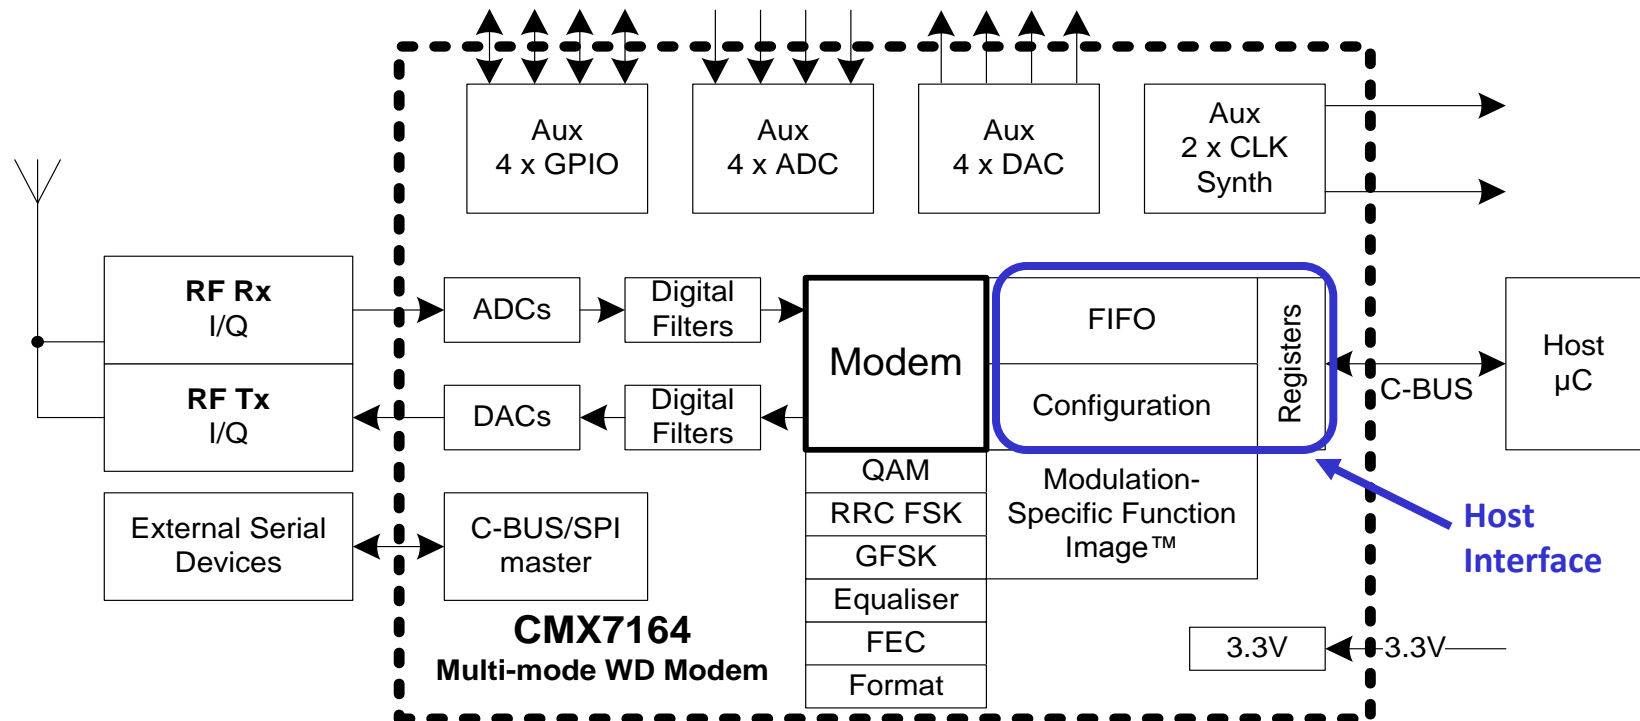 Aux
4 x GPIO
Aux
4 x ADC
Aux
4 x DAC
Aux
2 x CLK
Synth
RF Rx
I/Q
ADCs
Digital
Filters
Modem
FIFO
Registers
Host
µC
C-BUS
RF Tx
I/Q
DACs
Digital
Filters
Configuration
QAM
RRC FSK
GFSK
Equaliser
FEC
Format
Modulation-
Specific Function
Image™
Host
Interface
External Serial
Devices
C-BUS/SPI
master
CMX7164
Multi-mode WD Modem
3.3V
3.3V